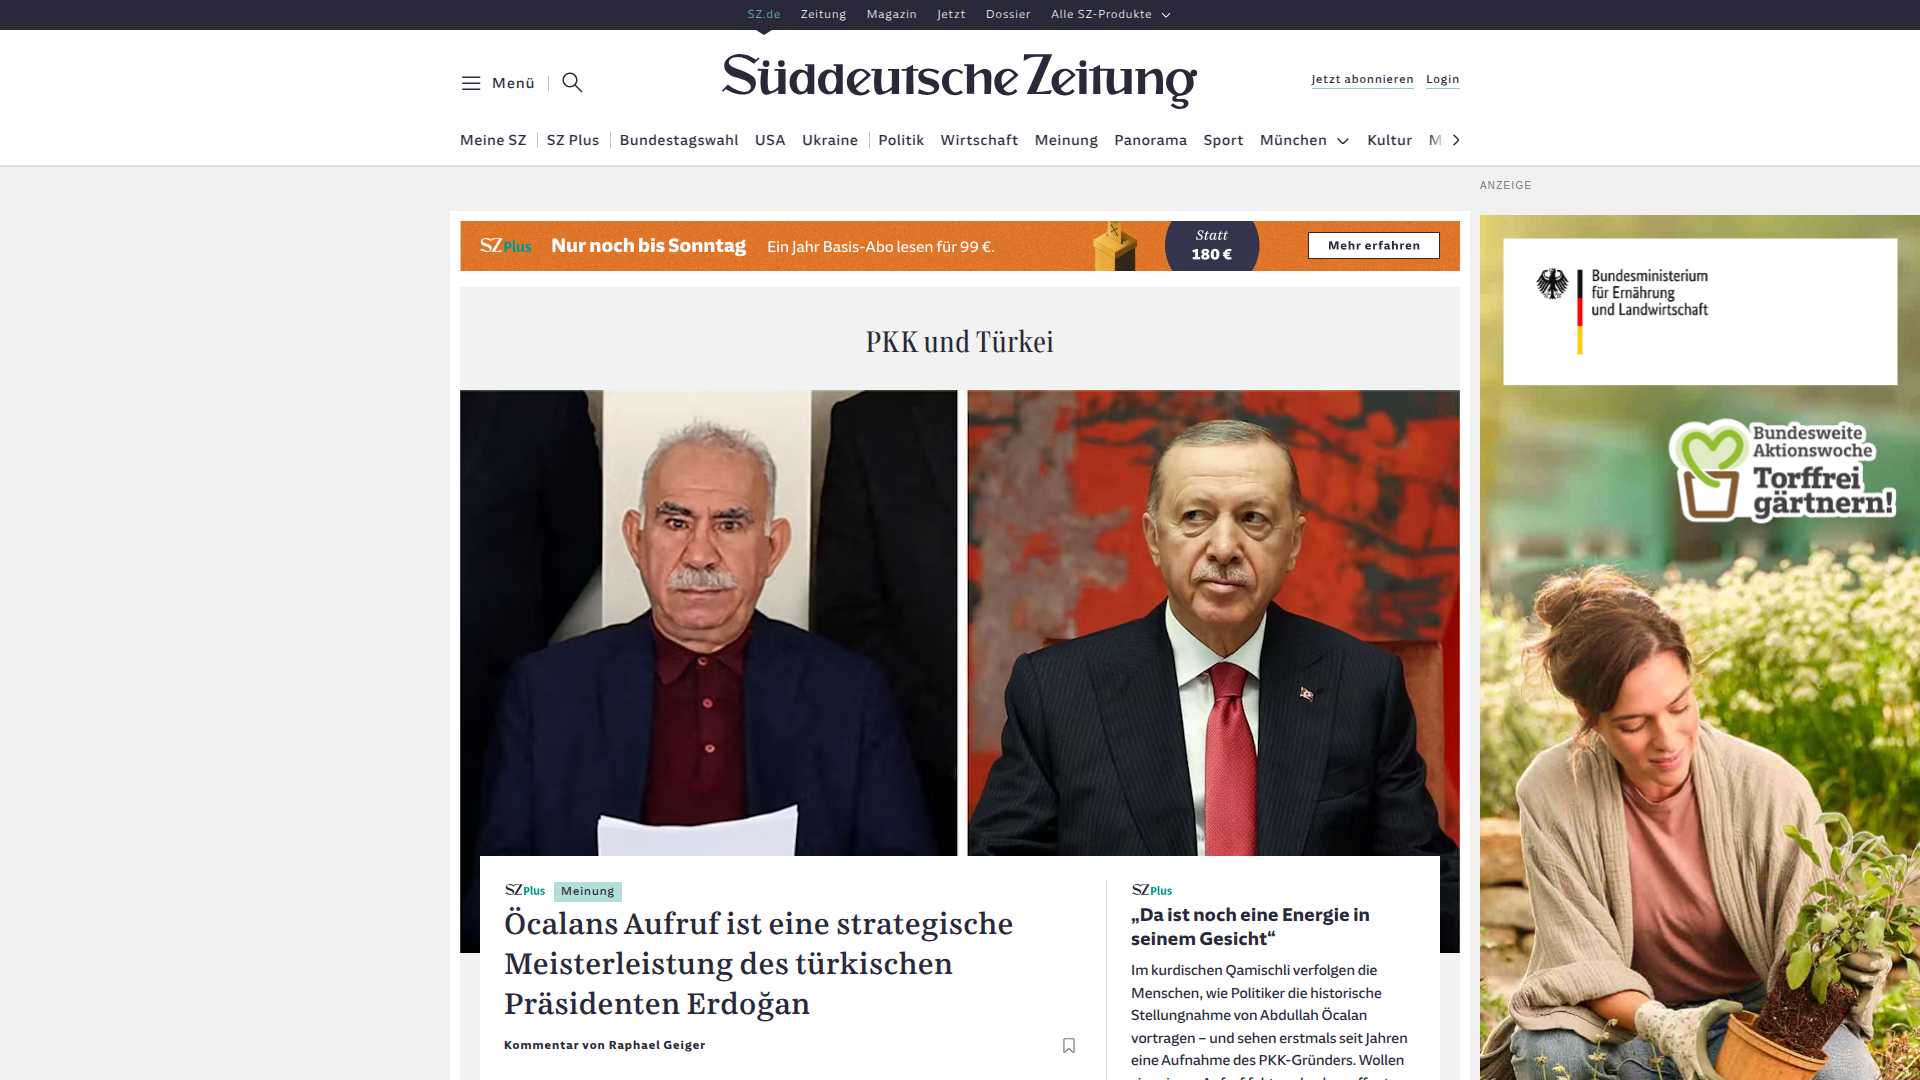 SZ.de Zeitung Magazin Jetzt Dossier Alle SZ-Produkte
Menü
Süddeutsche Zeitung
Jetzt abonnieren Login
Meine SZ SZ Plus Bundestagswahl USA Ukraine Politik Wirtschaft Meinung Panorama Sport München Kultur M
ANZEIGE
SZ Plus Nur noch bis Sonntag Ein Jahr Basis-Abo lesen für 99 €.
Statt
180 €
Mehr erfahren
PKK und Türkei
Bundesministerium
für Ernährung
und Landwirtschaft
Bundesweite
Aktionswoche
Torffrei
gärtnern!
SZ Plus Meinung
Öcalans Aufruf ist eine strategische
Meisterleistung des türkischen
Präsidenten Erdoğan
Kommentar von Raphael Geiger
SZ Plus
„Da ist noch eine Energie in
seinem Gesicht“
Im kurdischen Qamischli verfolgen die
Menschen, wie Politiker die historische
Stellungnahme von Abdullah Öcalan
vortragen – und sehen erstmals seit Jahren
eine Aufnahme des PKK-Gründers. Wollen